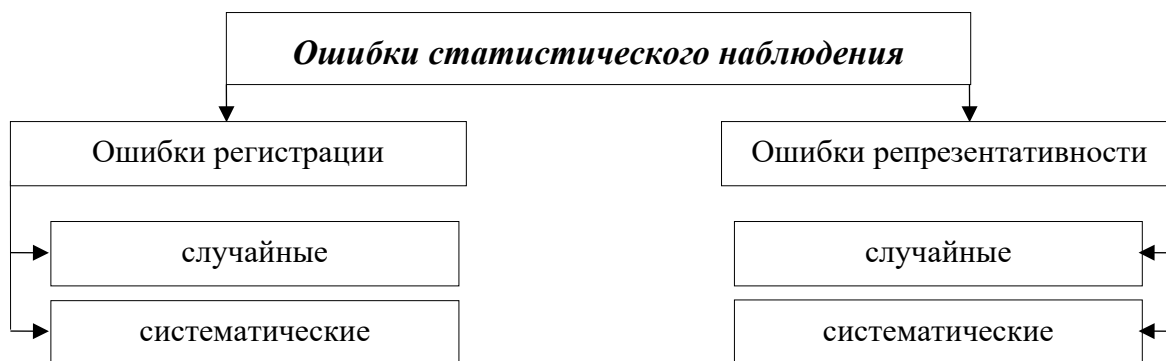 Ошибки статистического наблюдения
Ошибки регистрации
Ошибки репрезентативности
случайные
случайные
систематические
систематические